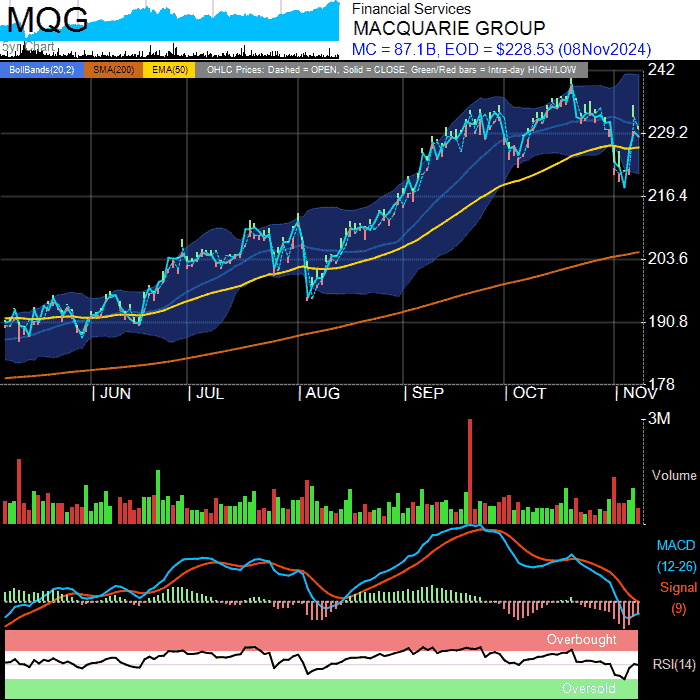 MQG
SynChart
Financial Services
MACQUARIE GROUP
MC = 87.1B, EOD = $228.53 (08Nov2024)
BollBands(20,2) SMA(200) EMA(50) OHLC Prices: Dashed = OPEN, Solid = CLOSE, Green/Red bars = Intra-day HIGH/LOW
242
229.2
216.4
203.6
190.8
178
JUN JUL AUG SEP OCT NOV
3M
Volume
MACD
(12-26)
Signal
(9)
Overbought
RSI(14)
Oversold